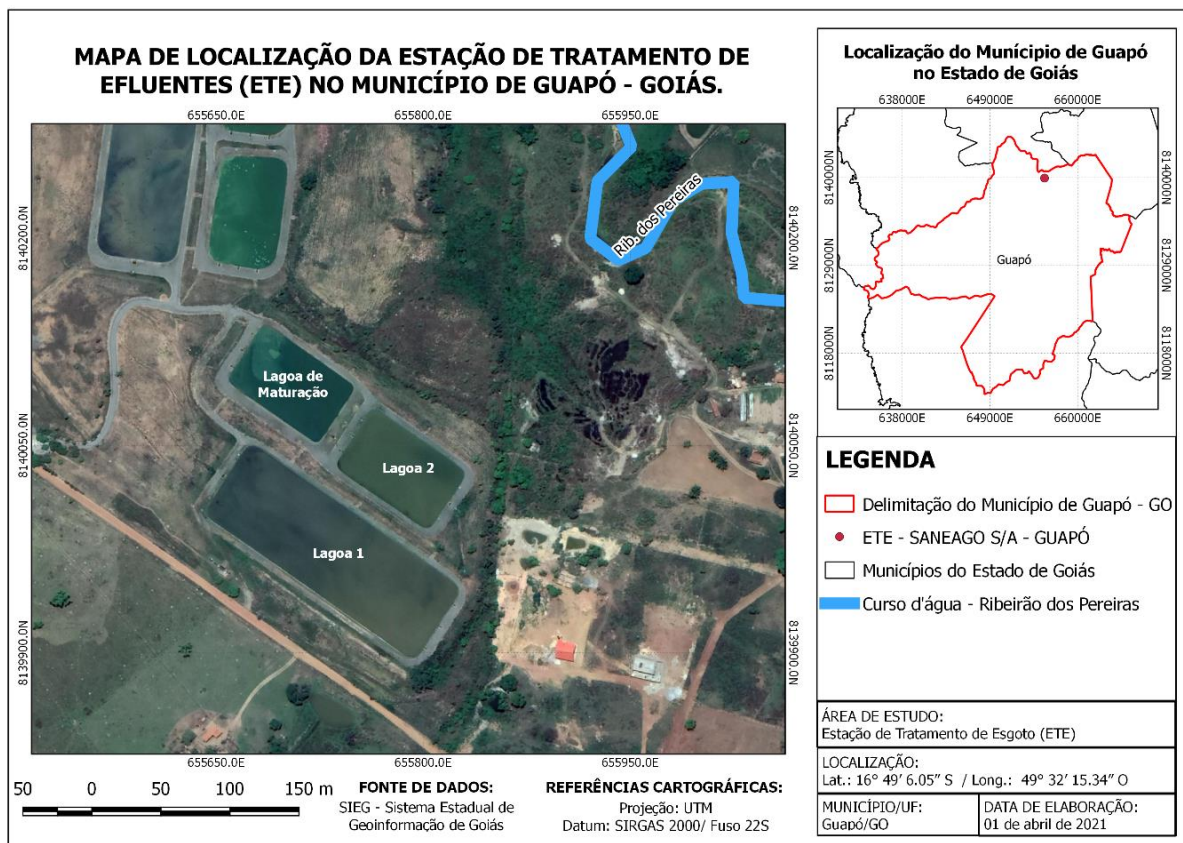 MAPA DE LOCALIZAÇÃO DA ESTAÇÃO DE TRATAMENTO DE
EFLUENTES (ETE) NO MUNICÍPIO DE GUAPÓ - GOIÁS.
655650.0E
655800.0E
655950.0E
8140200.0N
8140200.0N
8140050.0N
8140050.0N
8139900.0N
8139900.0N
Rib. dos Pereiras
Lagoa de
Maturação
Lagoa 2
Lagoa 1
655650.0E
655800.0E
655950.0E
50
0
50
100
150 m
FONTE DE DADOS:
SIEG - Sistema Estadual de
Geoinformação de Goiás
REFERÊNCIAS CARTOGRÁFICAS:
Projeção: UTM
Datum: SIRGAS 2000/ Fuso 22S
Localização do Munícipio de Guapó
no Estado de Goiás
638000E
649000E
660000E
8140000N
8140000N
8129000N
8129000N
8118000N
8118000N
Guapó
638000E
649000E
660000E
LEGENDA
Delimitação do Município de Guapó - GO
ETE - SANEAGO S/A - GUAPÓ
Municípios do Estado de Goiás
Curso d'água - Ribeirão dos Pereiras
ÁREA DE ESTUDO:
Estação de Tratamento de Esgoto (ETE)
LOCALIZAÇÃO:
Lat.: 16° 49′ 6.05″ S / Long.: 49° 32′ 15.34″ O
MUNICÍPIO/UF:
Guapó/GO
DATA DE ELABORAÇÃO:
01 de abril de 2021